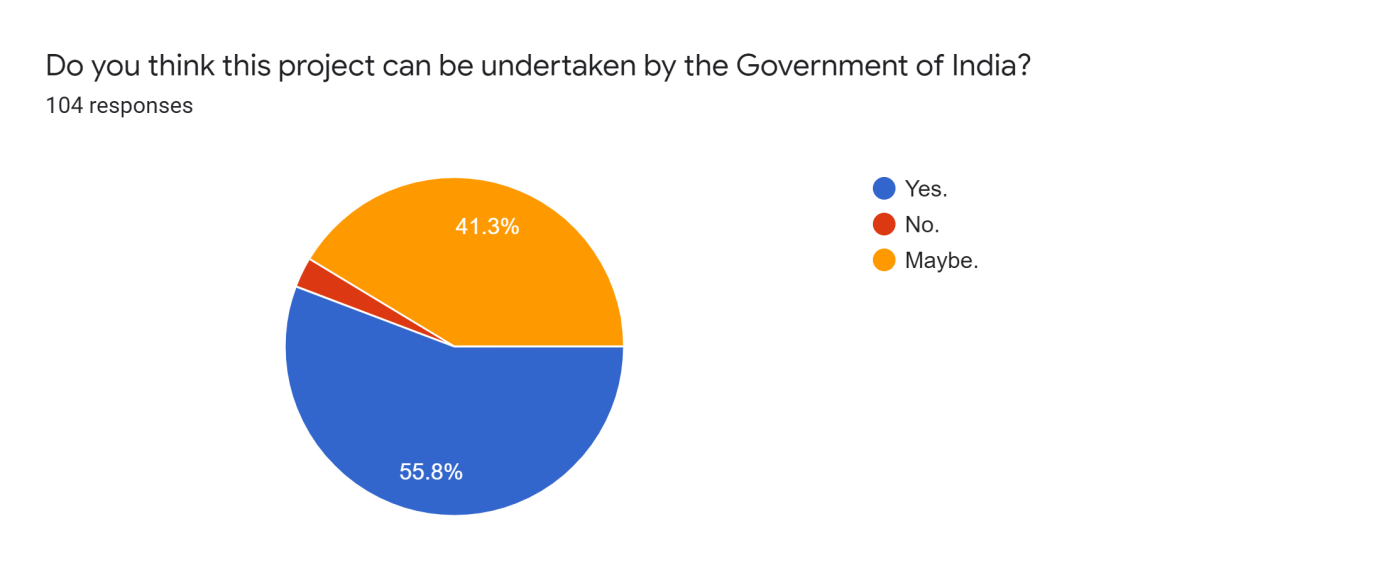 Do you think this project can be undertaken by the Government of India?
104 responses
41.3%
55.8%
Yes.
No.
Maybe.